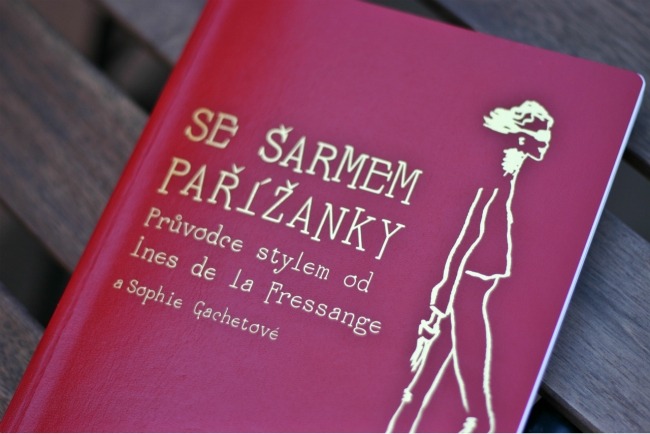 SE ŠARMEM
PAŘÍŽANKY
Průvodce stylem od
Ines de la Fressange
a Sophie Gachetové